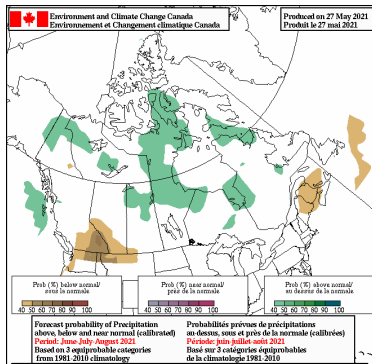 Environment and Climate Change Canada
Environnement et Changement climatique Canada
Produced on 27 May 2021
Produit le 27 mai 2021
Prob (%) below normal/
sous la normale
40 50 60 70 80 90 100
Prob (%) near normal/
près de la normale
40 50 60 70 80 90 100
Prob (%) above normal/
au dessus de la normale
40 50 60 70 80 90 100
Forecast probability of Precipitation
above, below and near normal (calibrated)
Period: June-July-August 2021
Based on 3 equiprobable categories
from 1981-2010 climatology
Probabilités prévues de précipitations
au-dessus, sous et près de la normale (calibrées)
Période: juin-juillet-août 2021
Basé sur 3 catégories équiprobables
de la climatologie 1981-2010